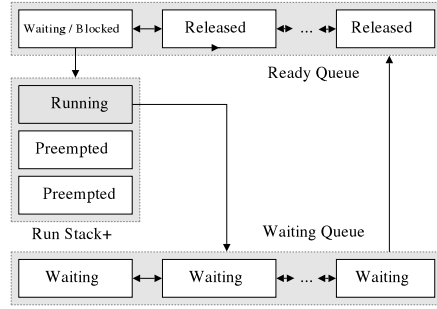 Waiting / Blocked
Released
...
Released
Ready Queue
Running
Preempted
Preempted
Run Stack+
Waiting Queue
Waiting
Waiting
...
Waiting